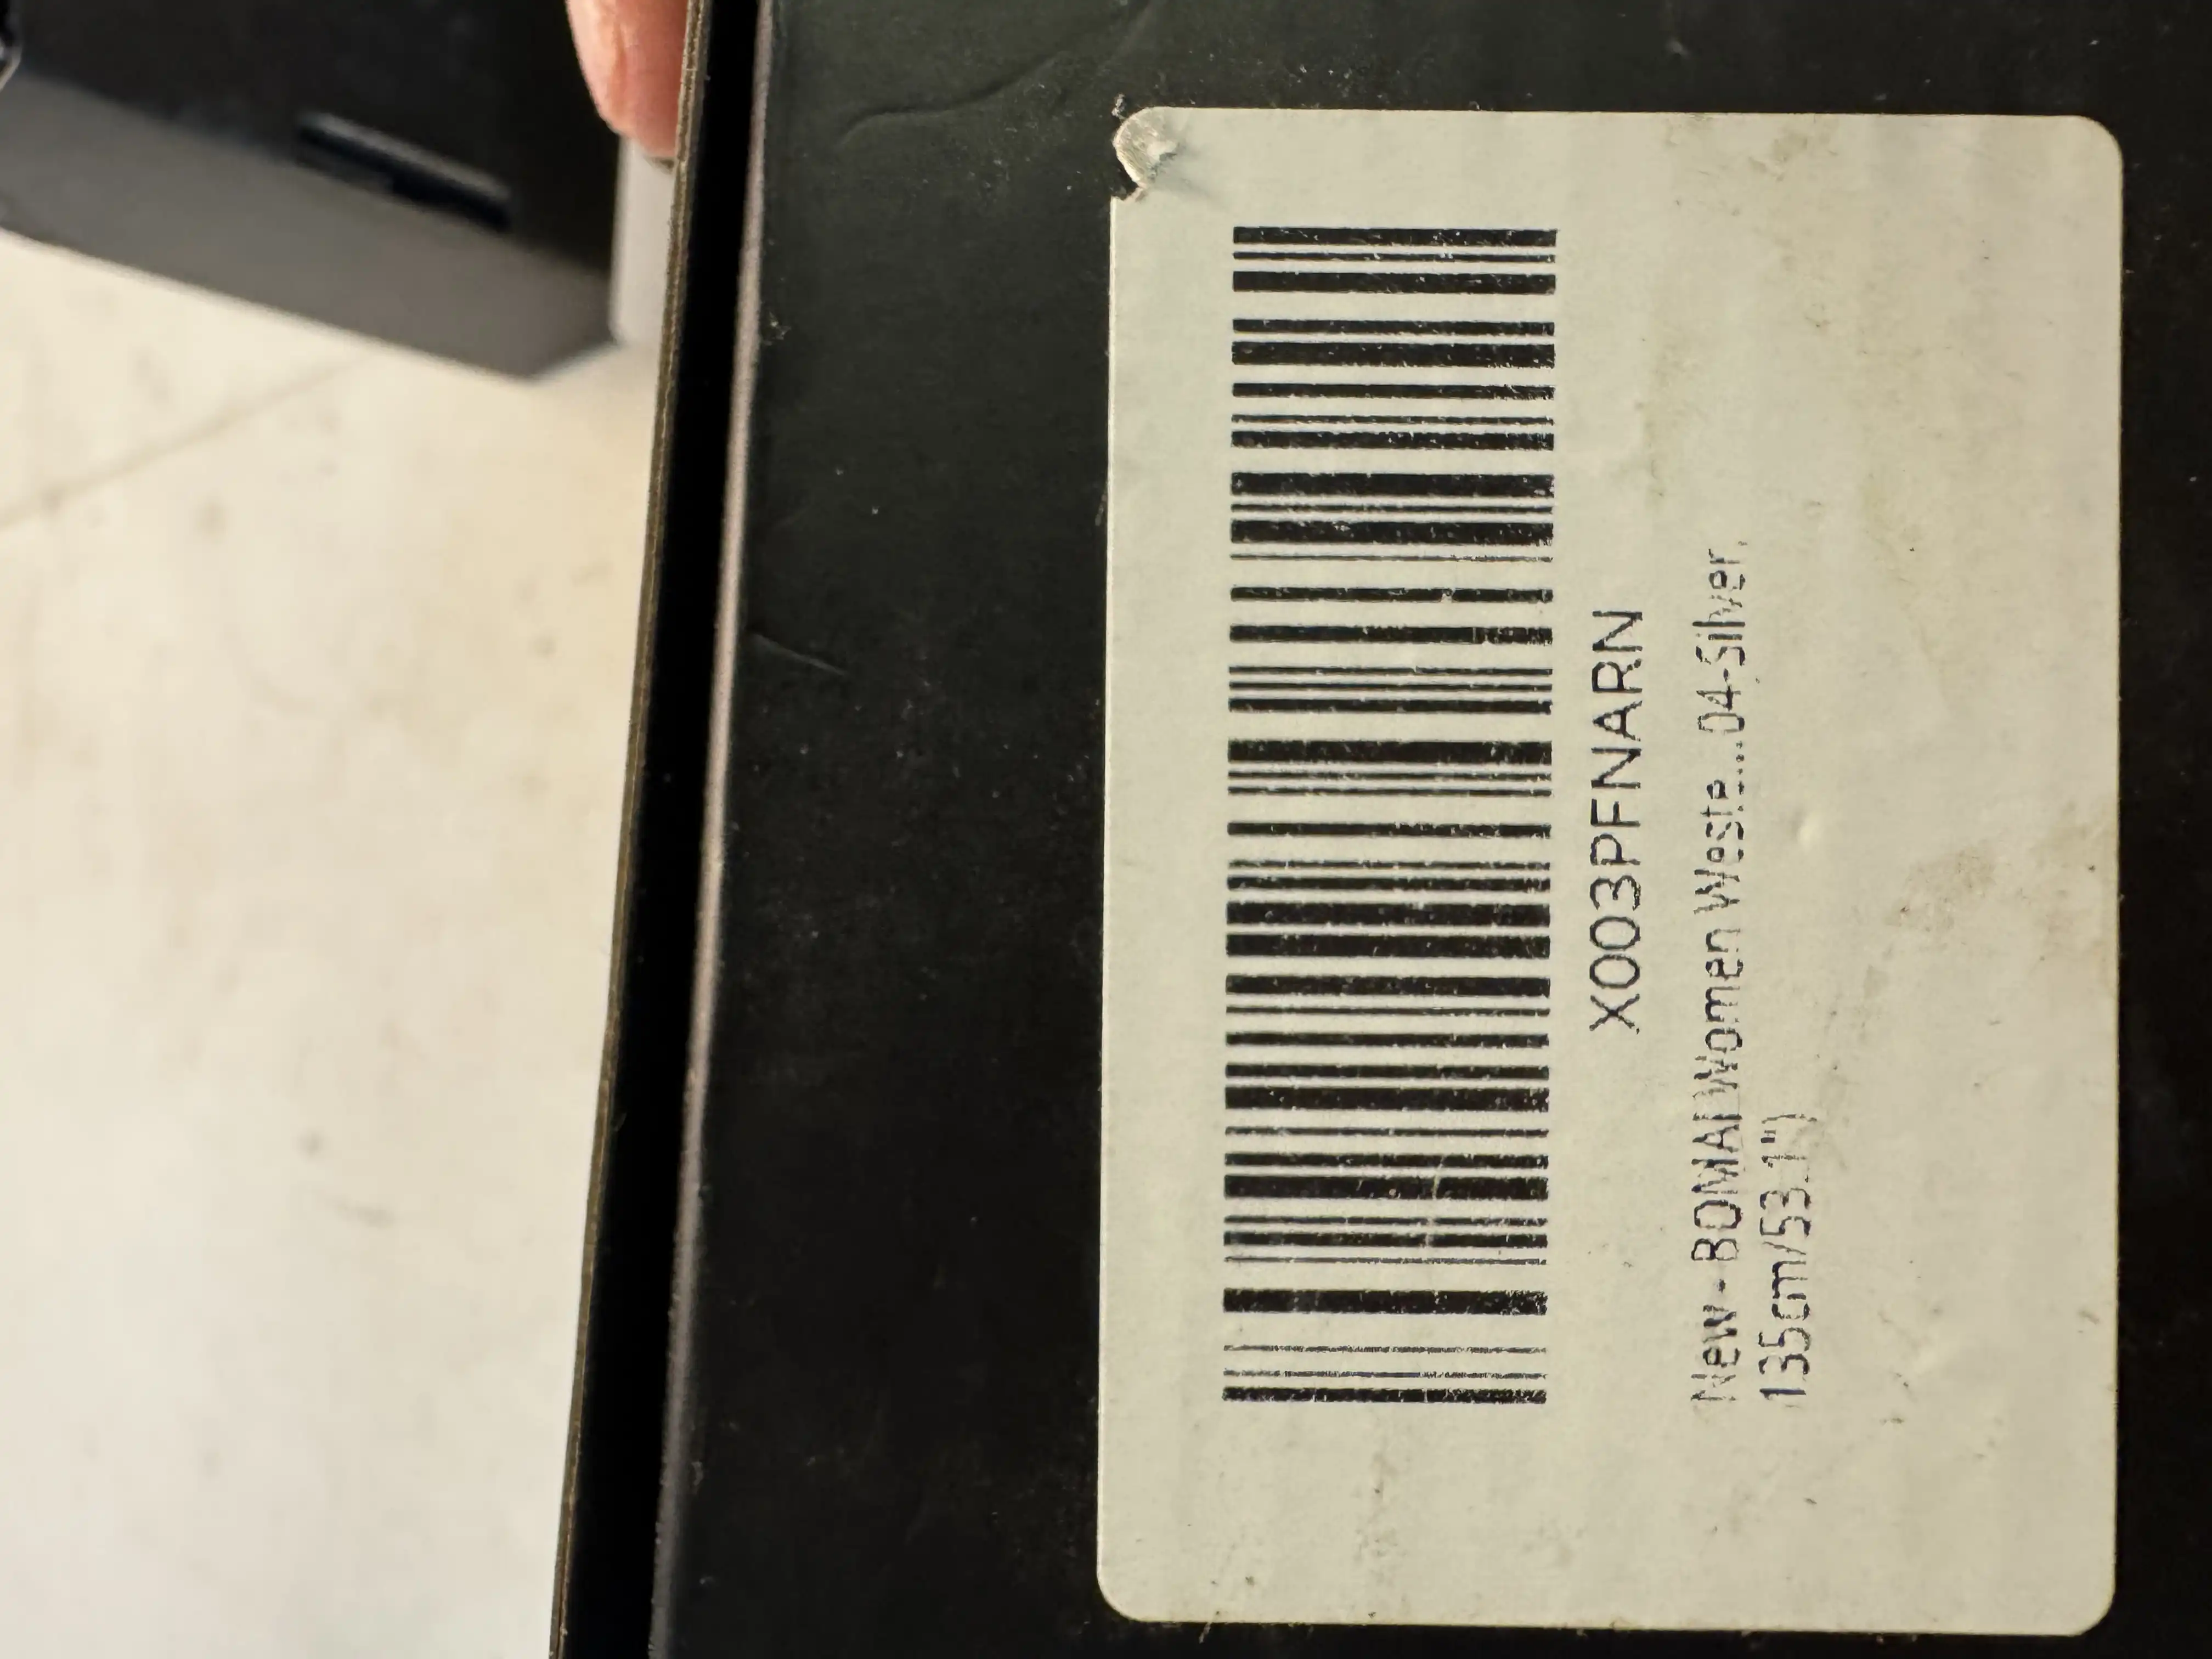 X003PFNARN
New - BOMAI Women Weste...04-Silver,
135cm/53.1")